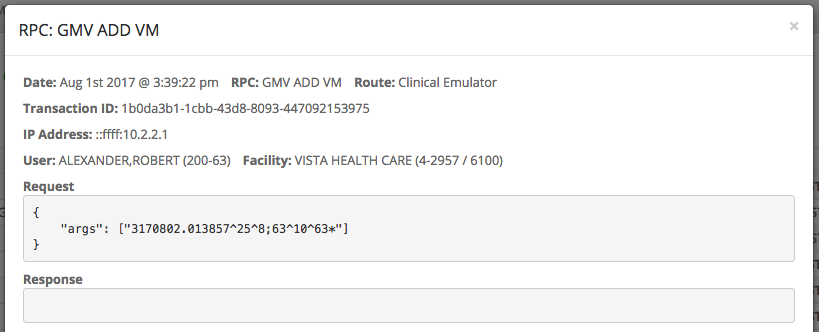 RPC: GMV ADD VM
×
Date: Aug 1st 2017 @ 3:39:22 pm RPC: GMV ADD VM Route: Clinical Emulator
Transaction ID: 1b0da3b1-1cbb-43d8-8093-447092153975
IP Address: ::ffff:10.2.2.1
User: ALEXANDER,ROBERT (200-63) Facility: VISTA HEALTH CARE (4-2957 / 6100)
Request
{
"args": ["3170802.013857^25^8;63^10^63*"]
}
Response